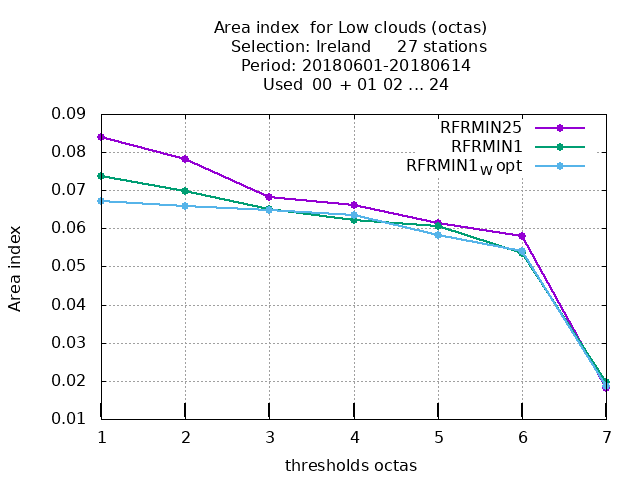 Area index  for Low clouds (octas)
Selection: Ireland     27 stations
Period: 20180601-20180614
Used  00 + 01 02 ... 24
RFRMIN25
RFRMIN1
RFRMIN1W opt
0.09
0.08
0.07
0.06
0.05
0.04
0.03
0.02
0.01
Area index
1 2 3 4 5 6 7
thresholds octas